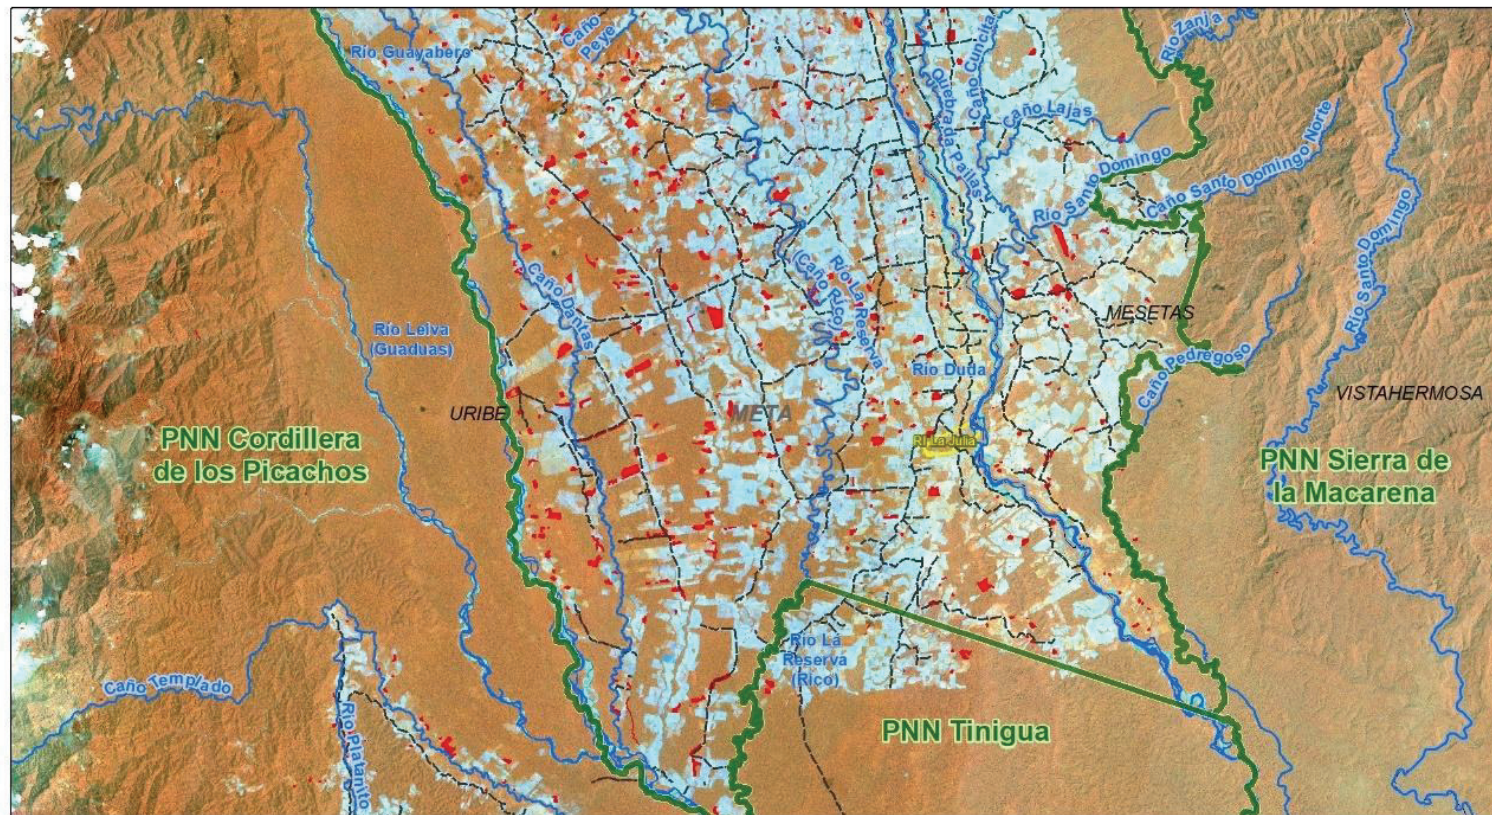 Río Guayabero
Caño
Peye
Quebrada Pailas
Caño Cuncita
Río Zanja
Caño Lajas
Río Santo Domingo
Caño Santo Domingo Norte
Río Santo Domingo
Caño Dantas
(Caño Rico)
Río La Reserva
Río Leiva
(Guaduas)
MESETAS
Caño Pedregoso
Río Duda
VISTAHERMOSA
URIBE
META
RI La Julia
PNN Cordillera
de los Picachos
PNN Sierra de
la Macarena
Río La
Reserva
(Rico)
Caño Templado
Río Platanito
PNN Tinigua